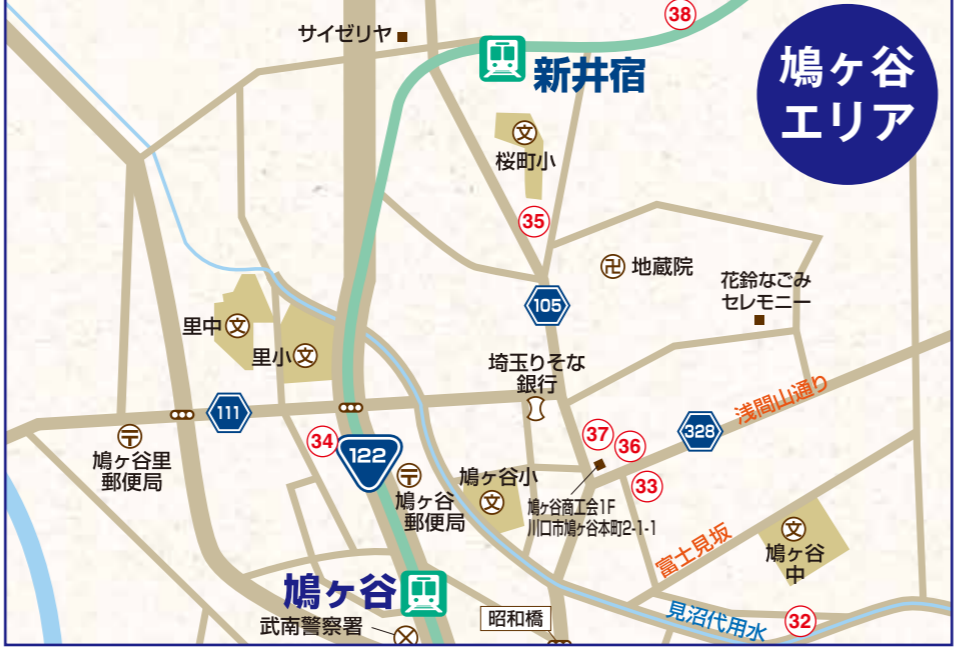 38
サイゼリヤ
新井宿
鳩ヶ谷
エリア
文
桜町小
35
卍
地蔵院
花鈴なごみ
セレモニー
105
里中
文
里小
文
埼玉りそな
銀行
浅間山通り
111
328
34
122
37
36
33
〒
鳩ヶ谷里
郵便局
〒
鳩ヶ谷
郵便局
鳩ヶ谷小
文
鳩ヶ谷商工会1F
川口市鳩ヶ谷本町2-1-1
富士見坂
文
鳩ヶ谷
中
鳩ヶ谷
武南警察署
昭和橋
見沼代用水
32